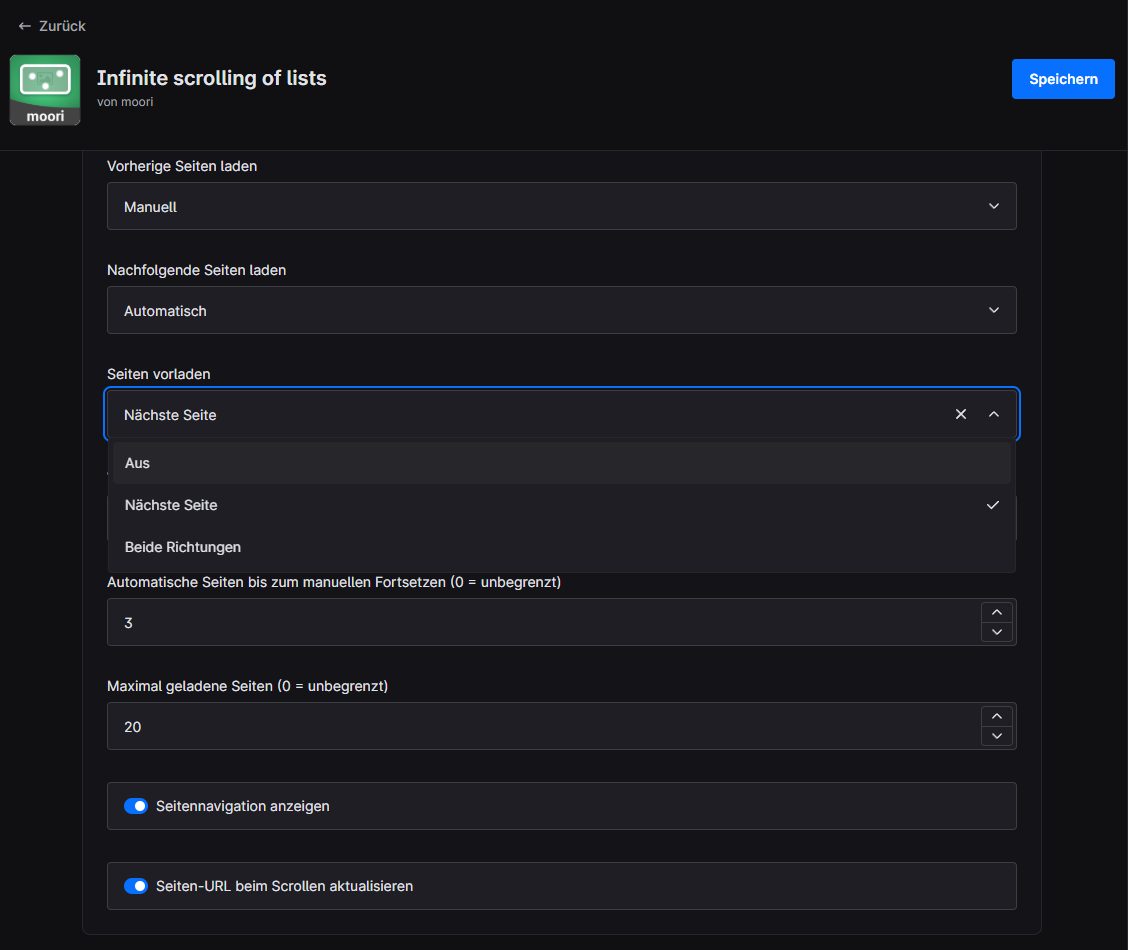 Zurück
Infinite scrolling of lists
von moori
moori
Speichern
Vorherige Seiten laden
Manuell
Nachfolgende Seiten laden
Automatisch
Seiten vorladen
Nächste Seite
Aus
Nächste Seite
Beide Richtungen
Automatische Seiten bis zum manuellen Fortsetzen (0 = unbegrenzt)
3
Maximal geladene Seiten (0 = unbegrenzt)
20
Seitennavigation anzeigen
Seiten-URL beim Scrollen aktualisieren